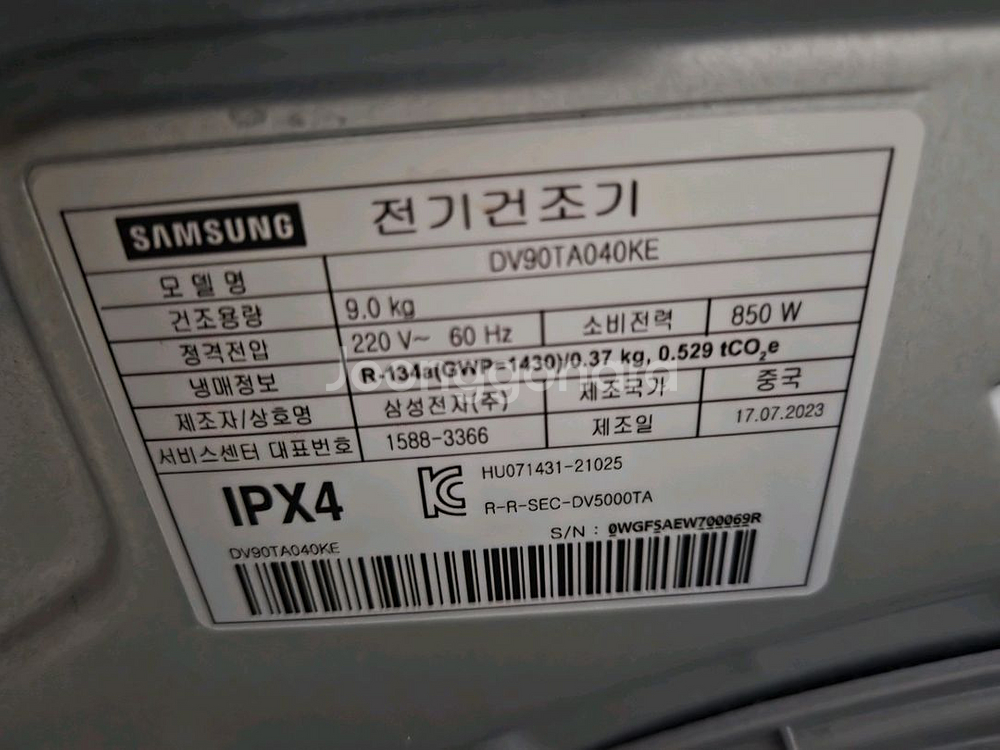 SAMSUNG 전기건조기
모델명 DV90TA040KE
건조용량 9.0 kg
정격전압 220 V~ 60 Hz 소비전력 850 W
냉매정보 R-134a(GWP=1430)/0.37 kg, 0.529 tCO₂e
제조자/상호명 삼성전자(주) 제조국가 중국
서비스센터 대표번호 1588-3366 제조일 17.07.2023
IPX4 HU071431-21025
R-R-SEC-DV5000TA
S/N : 0WGF5AEW700069R
DV90TA040KE
Joonggonara